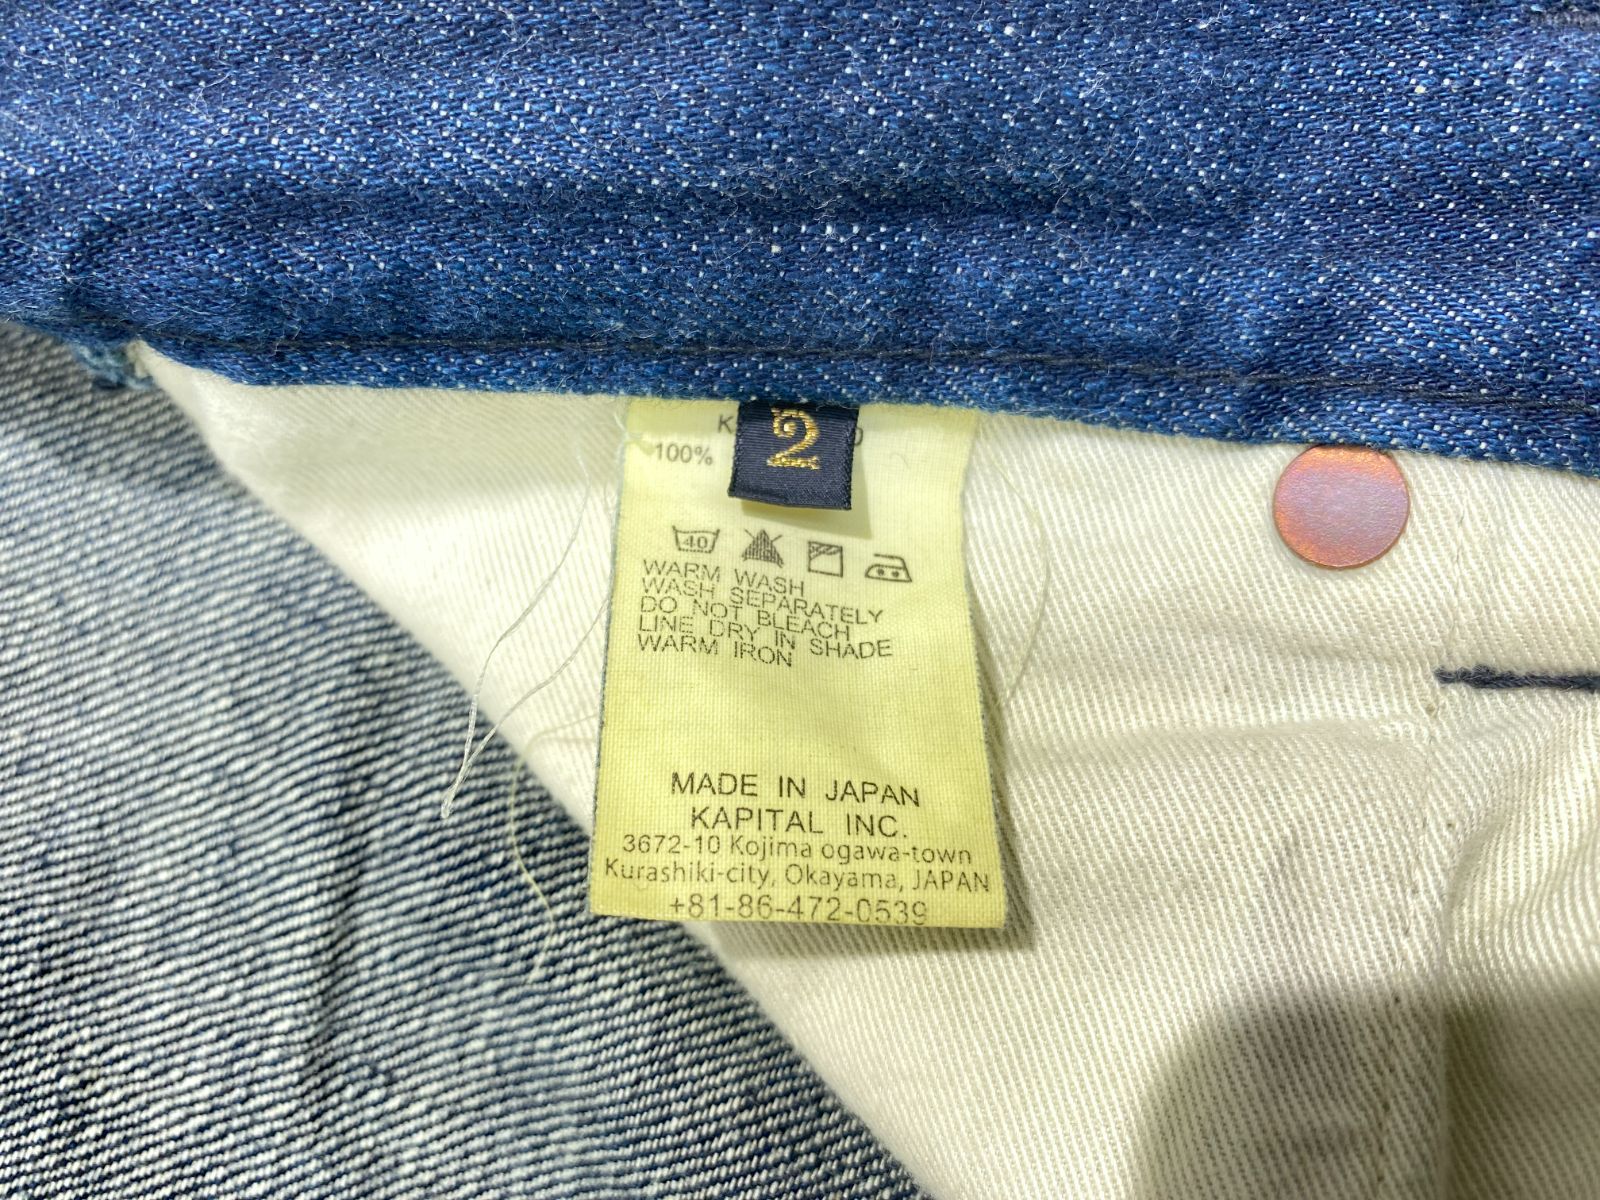 2
100%
40
WARM WASH
WASH SEPARATELY
DO NOT BLEACH
LINE DRY IN SHADE
WARM IRON
MADE IN JAPAN
KAPITAL INC.
3672-10 Kojima ogawa-town
Kurashiki-city, Okayama, JAPAN
+81-86-472-0539